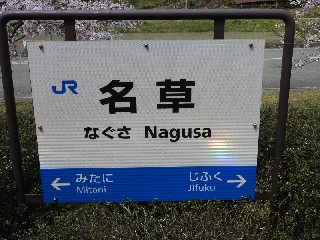 JR
名草
なぐさ Nagusa
← みたに じふく →
Mitani Jifuku